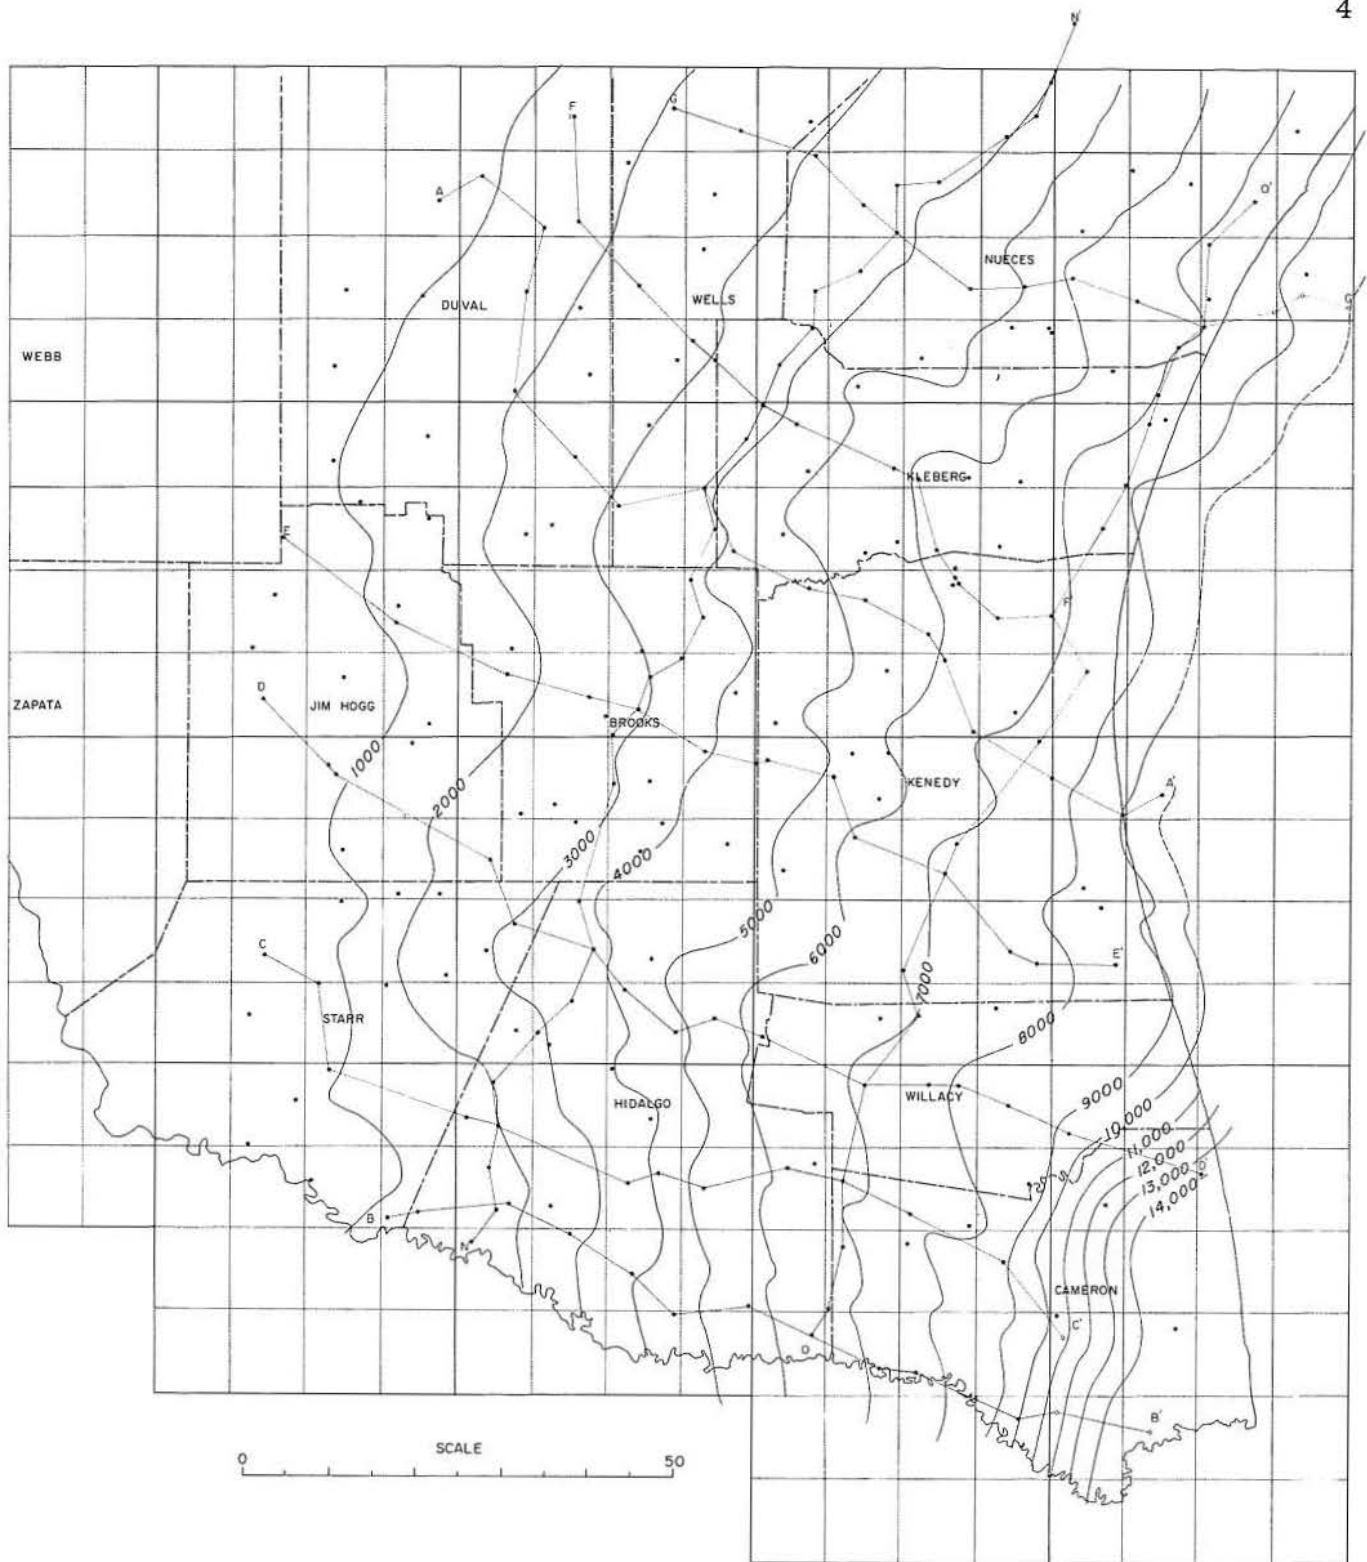 4
N'
F
G
A
O'
NUECES
DUVAL
WELLS
G'
WEBB
KLEBERG
E
F'
D
ZAPATA
JIM HOGG
BROOKS
1000
KENEDY
A'
2000
3000
4000
5000
6000
C
E'
7000
STARR
8000
WILLACY
HIDALGO
9000
10,000
11,000
12,000
D'
13,000
14,000
B
N
CAMERON
C'
O
B'
SCALE
0
50